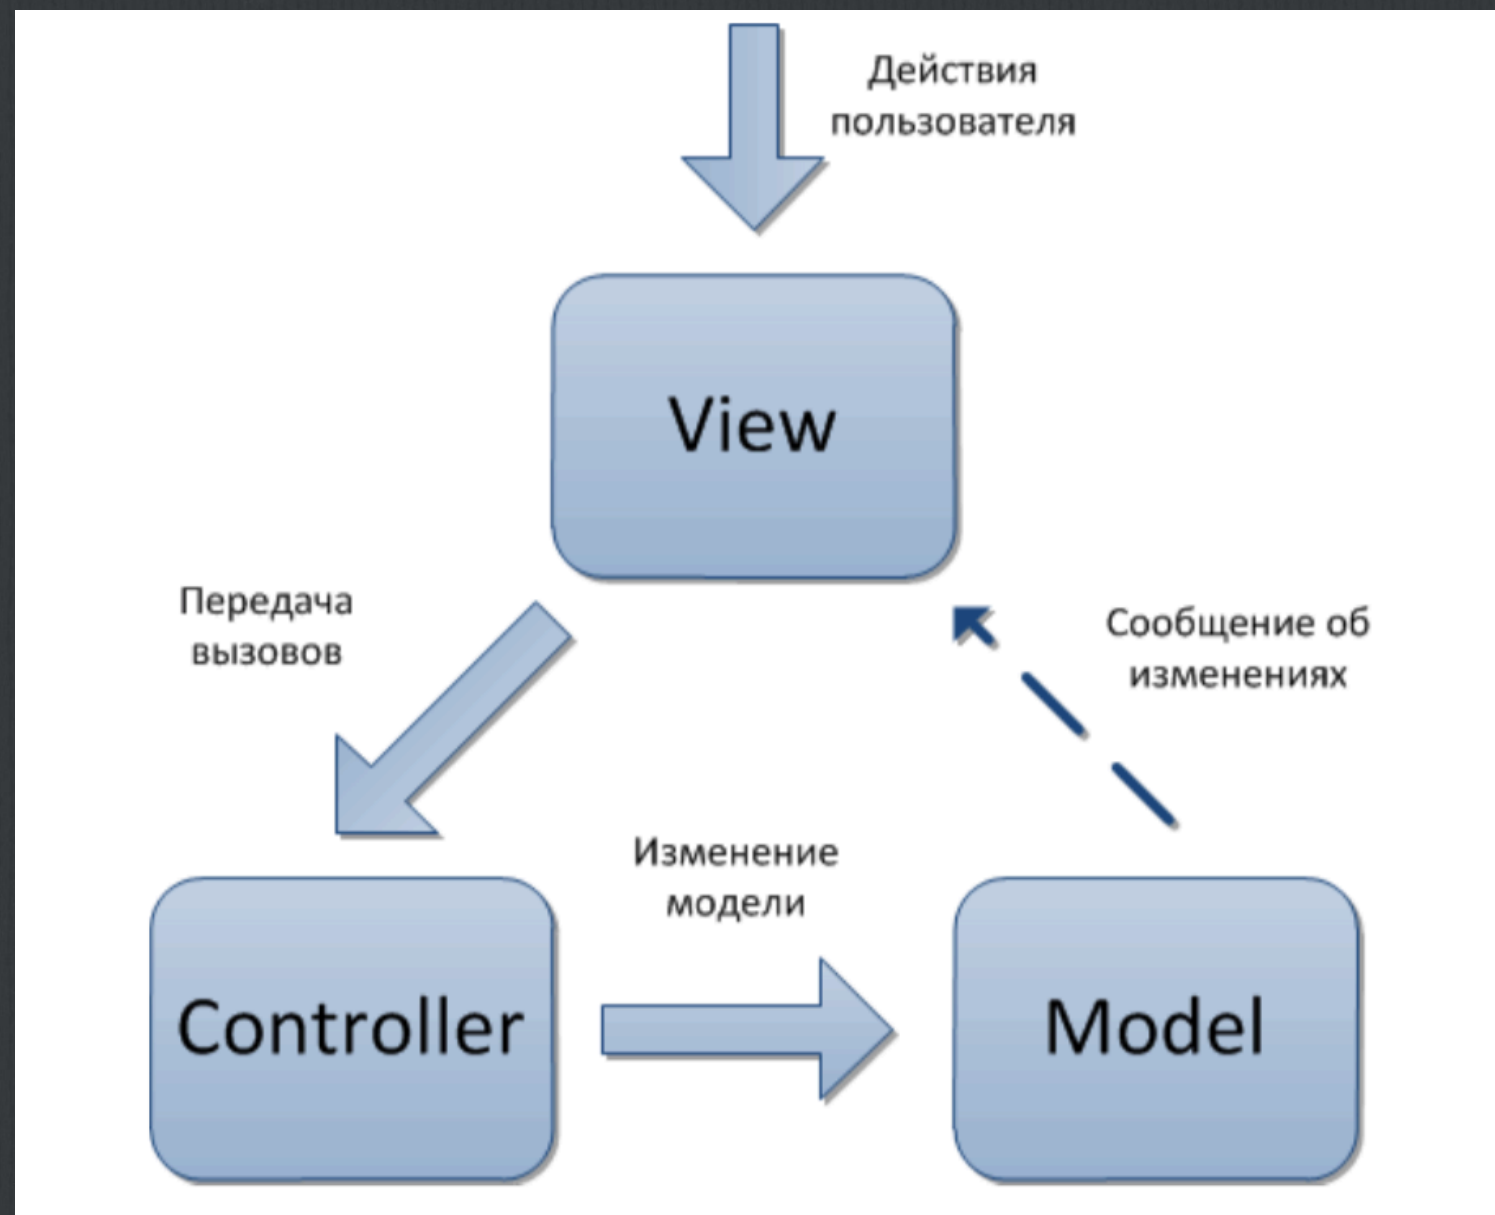 Действия
пользователя
View
Передача
вызовов
Сообщение об
изменениях
Изменение
модели
Controller
Model